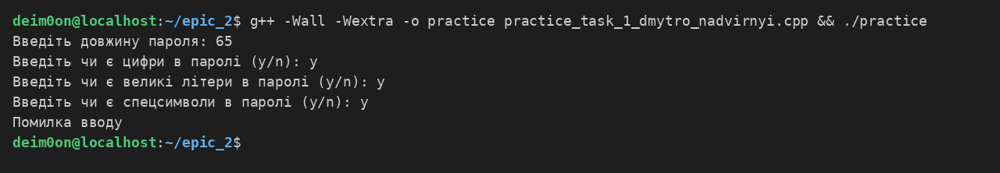 deim0on@localhost:~/epic_2$ g++ -Wall -Wextra -o practice practice_task_1_dmytro_nadvirnyi.cpp && ./practice
Введіть довжину пароля: 65
Введіть чи є цифри в паролі (y/n): y
Введіть чи є великі літери в паролі (y/n): y
Введіть чи є спецсимволи в паролі (y/n): y
Помилка вводу
deim0on@localhost:~/epic_2$